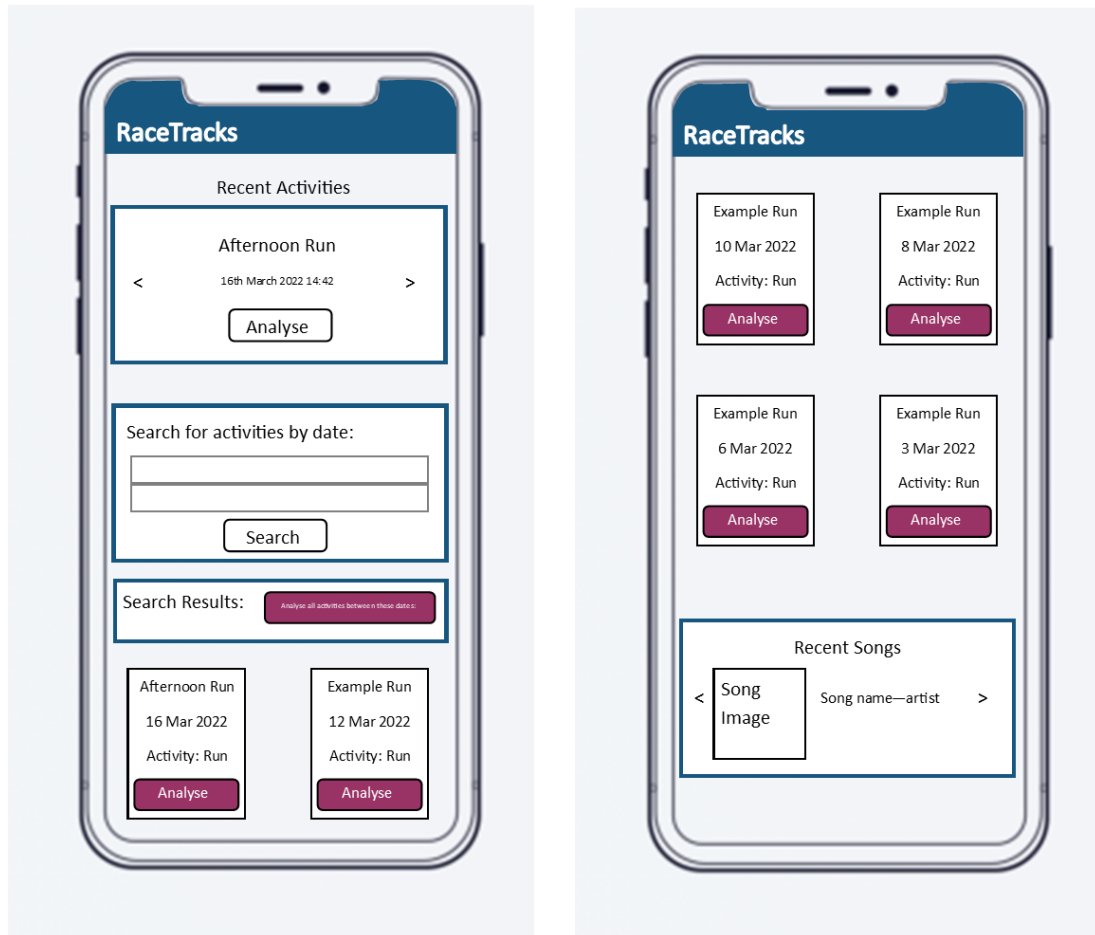 RaceTracks
Recent Activities
Afternoon Run
< 16th March 2022 14:42 >
Analyse
Search for activities by date:
Search
Search Results: Analyse all activities between these dates:
Afternoon Run Example Run
16 Mar 2022 12 Mar 2022
Activity: Run Activity: Run
Analyse Analyse
RaceTracks
Example Run Example Run
10 Mar 2022 8 Mar 2022
Activity: Run Activity: Run
Analyse Analyse
Example Run Example Run
6 Mar 2022 3 Mar 2022
Activity: Run Activity: Run
Analyse Analyse
Recent Songs
< Song Song name—artist >
Image